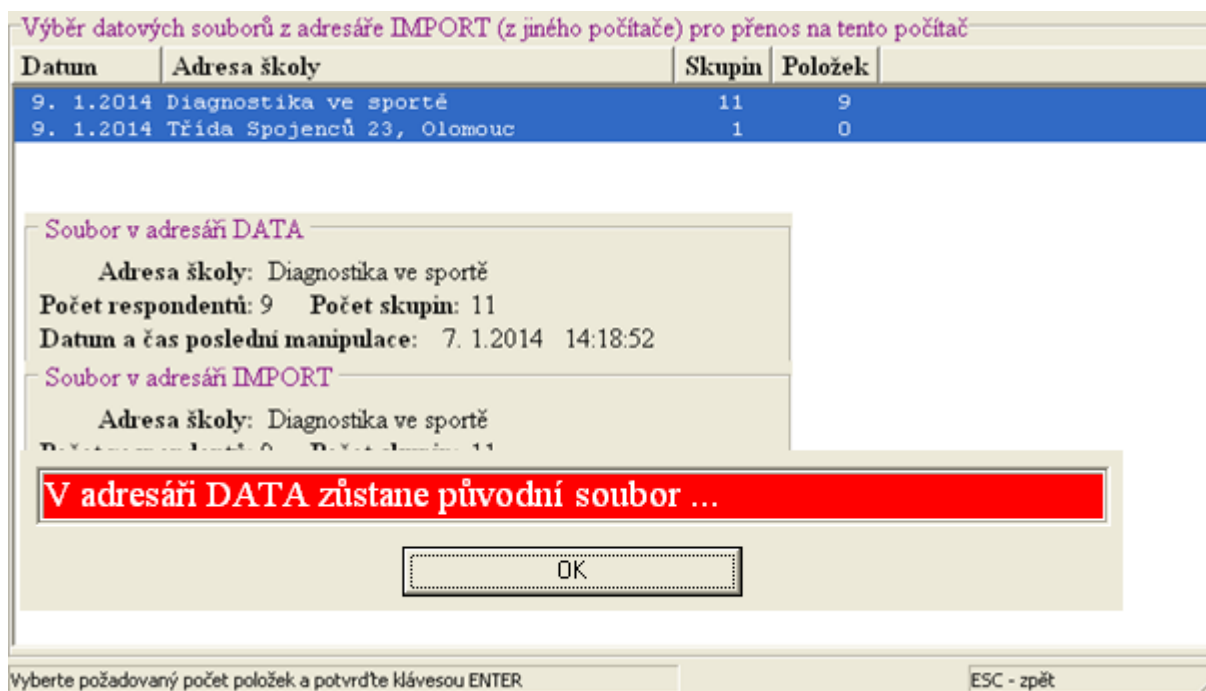 Výběr datových souborů z adresáře IMPORT (z jiného počítače) pro přenos na tento počítač
Datum Adresa školy Skupin Položek
9. 1.2014 Diagnostika ve sportě 11 9
9. 1.2014 Třída Spojenců 23, Olomouc 1 0
Soubor v adresáři DATA
Adresa školy: Diagnostika ve sportě
Počet respondentů: 9 Počet skupin: 11
Datum a čas poslední manipulace: 7. 1.2014 14:18:52
Soubor v adresáři IMPORT
Adresa školy: Diagnostika ve sportě
V adresáři DATA zůstane původní soubor ...
OK
Vyberte požadovaný počet položek a potvrďte klávesou ENTER ESC - zpět